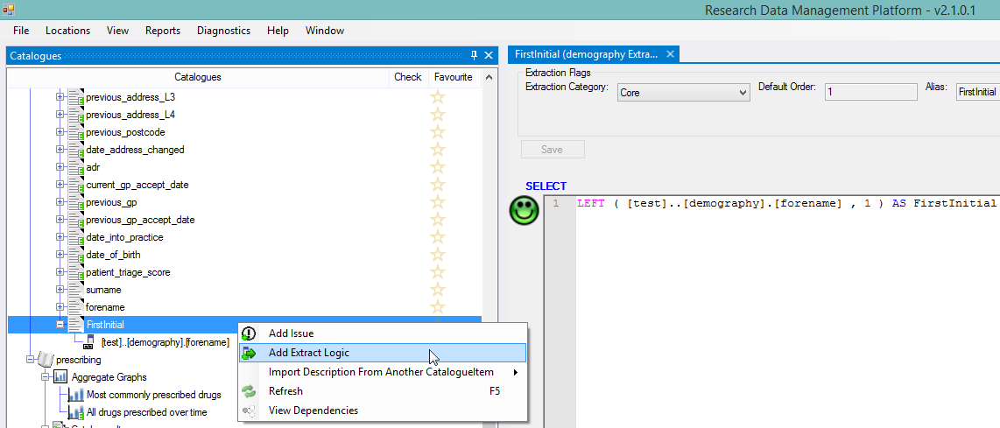 Research Data Management Platform - v2.1.0.1
File Locations View Reports Diagnostics Help Window
Catalogues
Catalogues Check Favourite
previous_address_L3
previous_address_L4
previous_postcode
date_address_changed
adr
current_gp_accept_date
previous_gp
previous_gp_accept_date
date_into_practice
date_of_birth
patient_triage_score
surname
forename
FirstInitial
[test]..[demography].[forename]
prescribing
Aggregate Graphs
Most commonly prescribed drugs
All drugs prescribed over time
Add Issue
Add Extract Logic
Import Description From Another CatalogueItem
Refresh F5
View Dependencies
FirstInitial (demography Extra...
Extraction Flags
Extraction Category: Core Default Order: 1 Alias: FirstInitial
Save
SELECT
1 LEFT ( [test]..[demography].[forename] , 1 ) AS FirstInitial